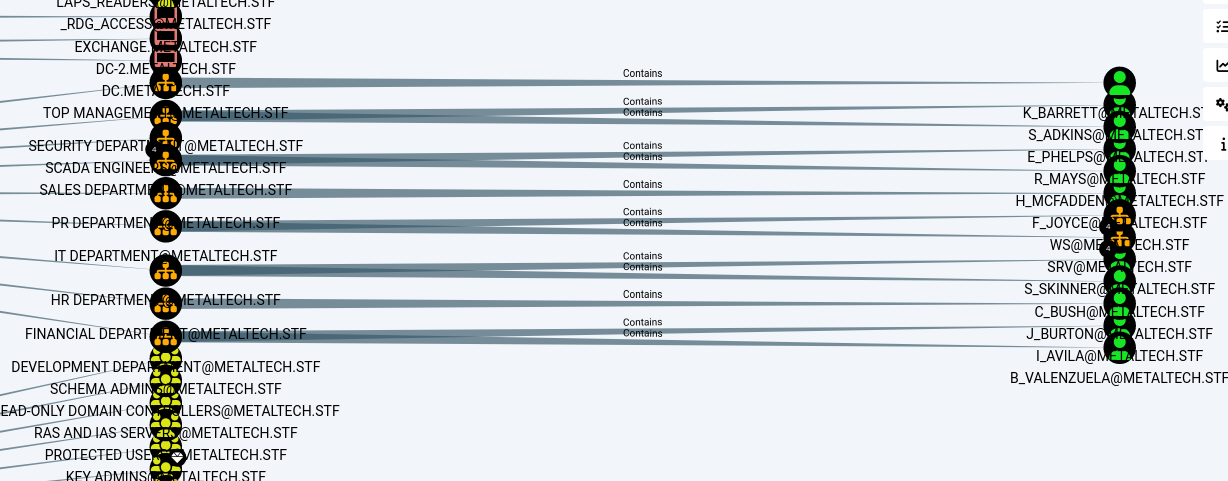 LAPS_READERS@METALTECH.STF
_RDG_ACCESS@METALTECH.STF
EXCHANGE.METALTECH.STF
DC-2.METALTECH.STF
DC.METALTECH.STF
TOP MANAGEMENT@METALTECH.STF
SECURITY DEPARTMENT@METALTECH.STF
SCADA ENGINEERS@METALTECH.STF
SALES DEPARTMENT@METALTECH.STF
PR DEPARTMENT@METALTECH.STF
IT DEPARTMENT@METALTECH.STF
HR DEPARTMENT@METALTECH.STF
FINANCIAL DEPARTMENT@METALTECH.STF
DEVELOPMENT DEPARTMENT@METALTECH.STF
SCHEMA ADMINS@METALTECH.STF
EAD-ONLY DOMAIN CONTROLLERS@METALTECH.STF
RAS AND IAS SERVERS@METALTECH.STF
PROTECTED USERS@METALTECH.STF
KEY ADMINS@METALTECH.STF
Contains
Contains
Contains
Contains
Contains
Contains
Contains
Contains
Contains
Contains
Contains
Contains
Contains
K_BARRETT@METALTECH.S
S_ADKINS@METALTECH.ST
E_PHELPS@METALTECH.ST
R_MAYS@METALTECH.STF
H_MCFADDEN@METALTECH.STF
F_JOYCE@METALTECH.STF
WS@METALTECH.STF
SRV@METALTECH.STF
S_SKINNER@METALTECH.STF
C_BUSH@METALTECH.STF
J_BURTON@METALTECH.STF
I_AVILA@METALTECH.STF
B_VALENZUELA@METALTECH.STF